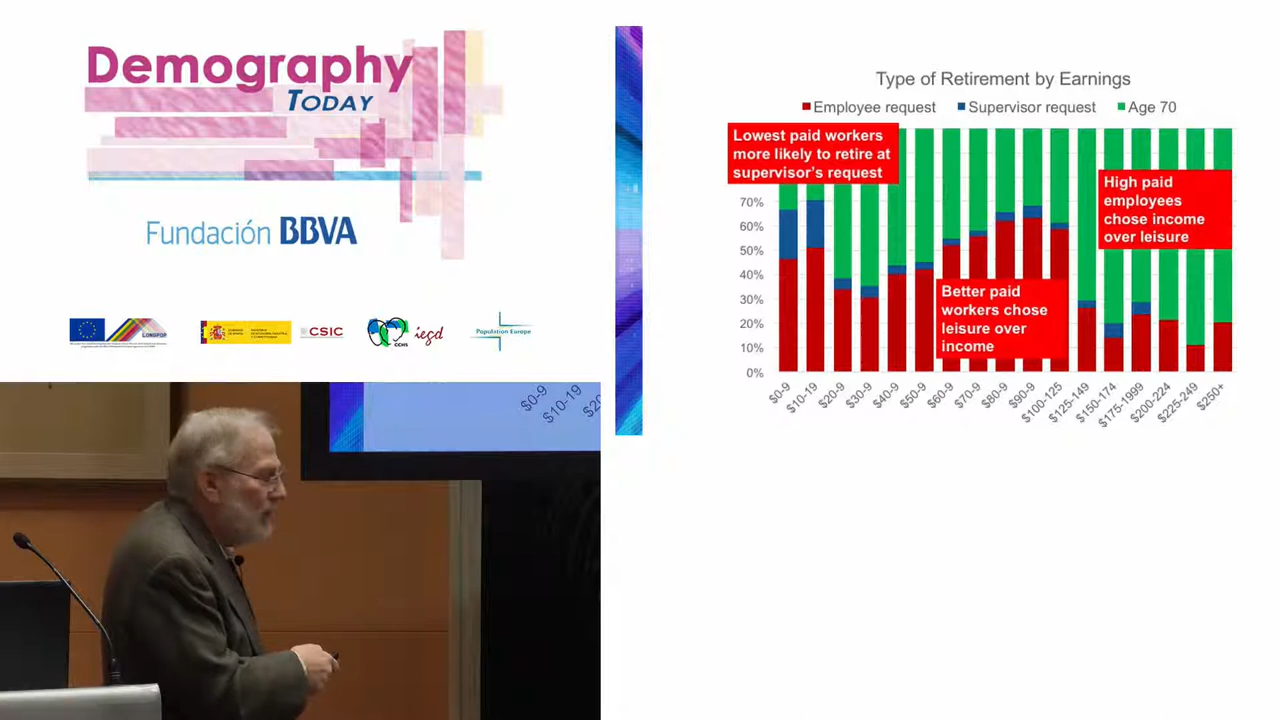 Demography
TODAY
Fundación BBVA
CSIC
CCHS
iegd
Population Europe
Type of Retirement by Earnings
Employee request
Supervisor request
Age 70
Lowest paid workers
more likely to retire at
supervisor's request
High paid
employees
chose income
over leisure
Better paid
workers chose
leisure over
income
70%
60%
50%
40%
30%
20%
10%
0%
$0-9
$10-19
$20-9
$30-9
$40-9
$50-9
$60-9
$70-9
$80-9
$90-9
$100-125
$125-149
$150-174
$175-1999
$200-224
$225-249
$250+
$0-9
$10-19